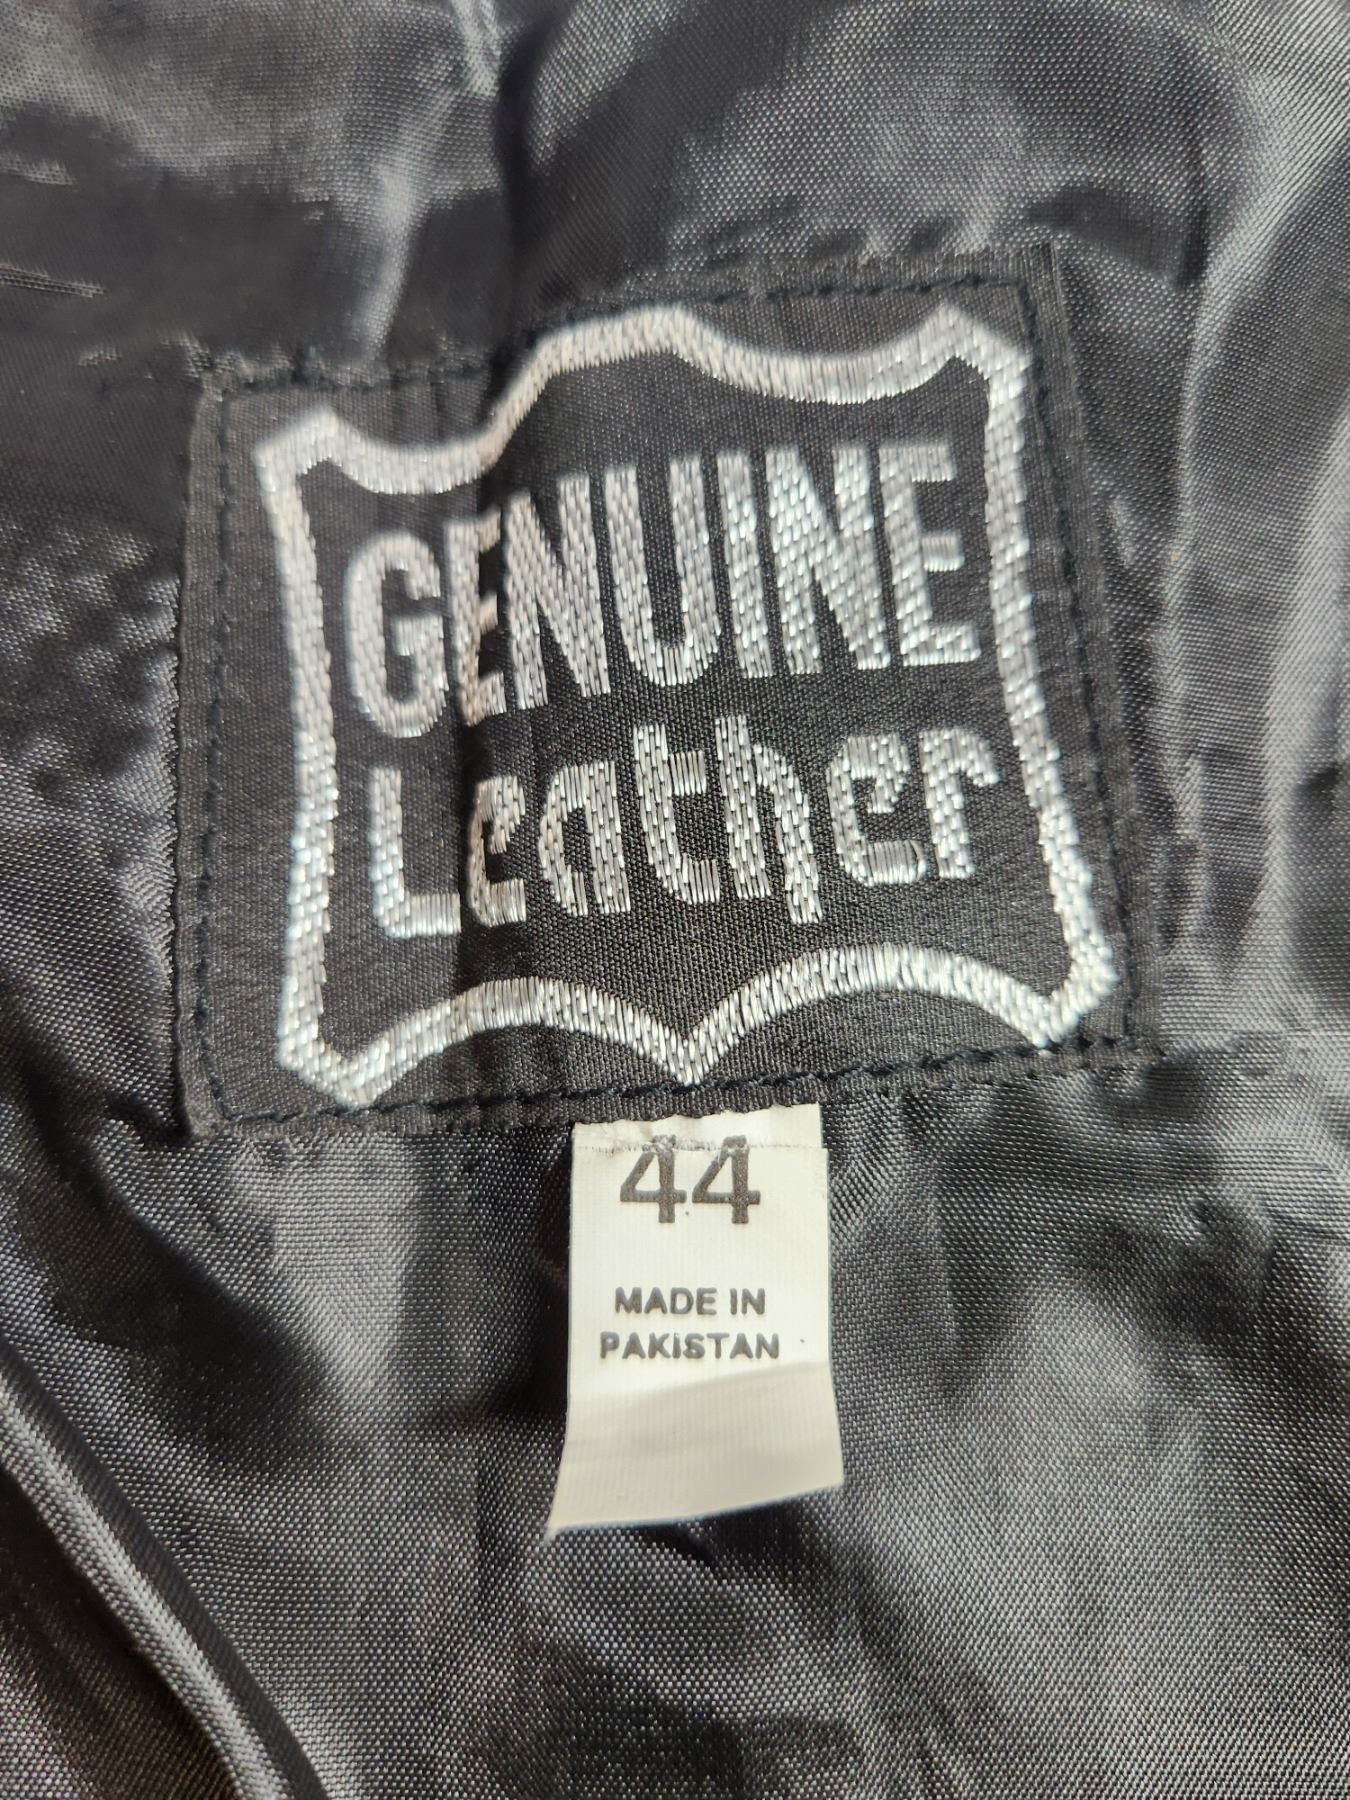 GENUINE
Leather
44
MADE IN
PAKISTAN